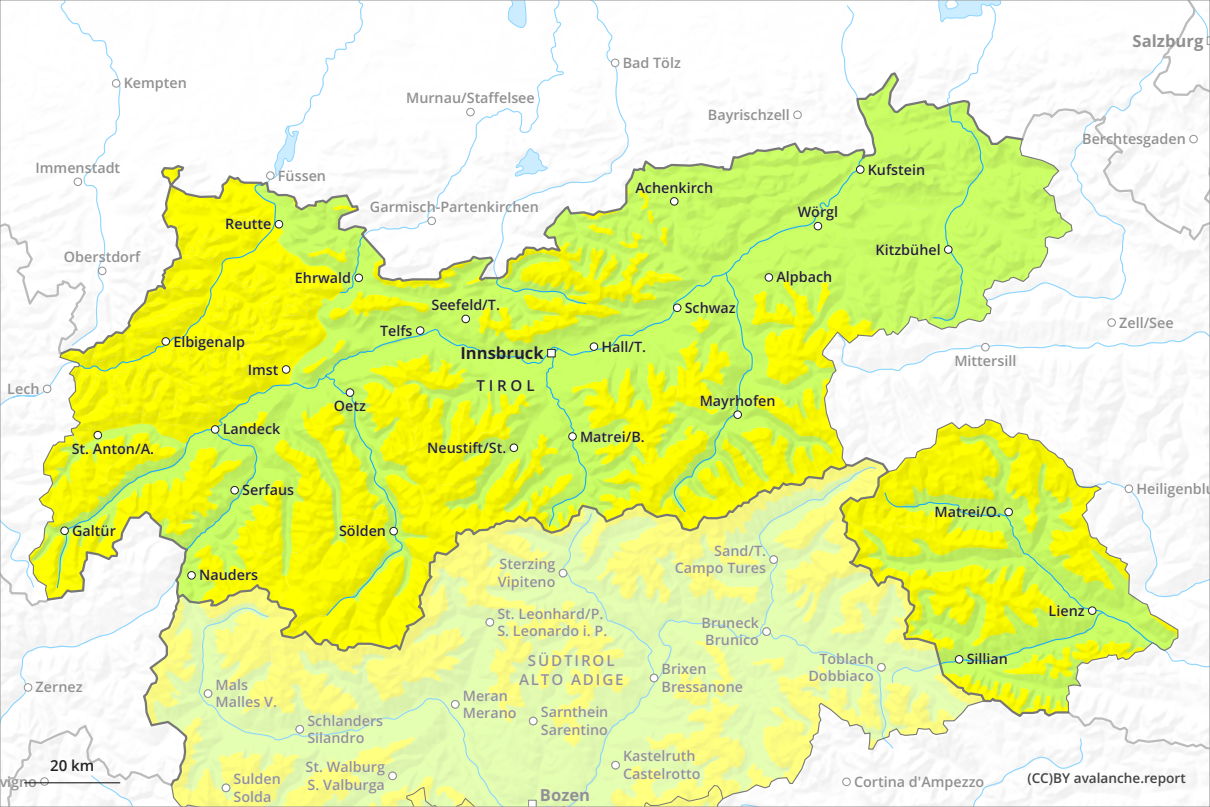 Salzburg
Bad Tölz
Kempten
Murnau/Staffelsee
Bayrischzell
Berchtesgaden
Immenstadt
Füssen
Kufstein
Achenkirch
Garmisch-Partenkirchen
Wörgl
Reutte
Kitzbühel
Oberstdorf
Ehrwald
Alpbach
Seefeld/T.
Schwaz
Zell/See
Telfs
Elbigenalp
Innsbruck
Hall/T.
Mittersill
Imst
TIROL
Lech
Oetz
Mayrhofen
Landeck
Matrei/B.
St. Anton/A.
Neustift/St.
Serfaus
Heiligenblu
Matrei/O.
Galtür
Sölden
Sand/T.
Campo Tures
Sterzing
Vipiteno
Nauders
Lienz
St. Leonhard/P.
S. Leonardo i. P.
Bruneck
Brunico
SÜDTIROL
ALTO ADIGE
Sillian
Toblach
Dobbiaco
Brixen
Bressanone
Zernez
Mals
Malles V.
Meran
Merano
Sarnthein
Sarentino
Schlanders
Silandro
Kastelruth
Castelrotto
20 km
St. Walburg
S. Valburga
vigno
Sulden
Solda
Cortina d'Ampezzo
(CC)BY avalanche.report
Bozen